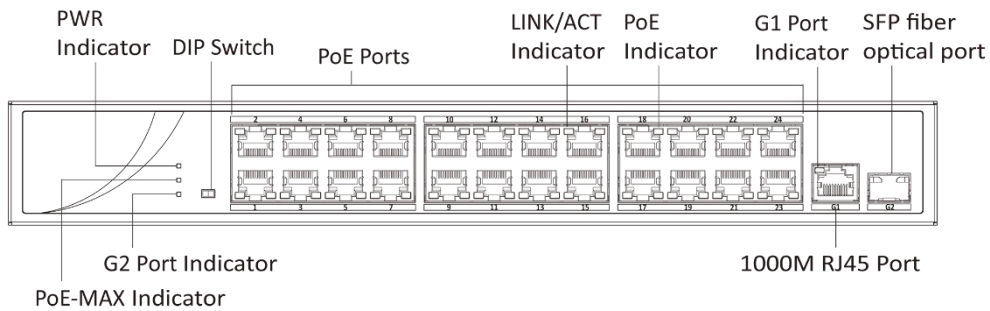 PWR
Indicator
DIP Switch
PoE Ports
LINK/ACT
Indicator
PoE
Indicator
G1 Port
Indicator
SFP fiber
optical port
2 4 6 8 10 12 14 16 18 20 22 24
1 3 5 7 9 11 13 15 17 19 21 23 G1 G2
G2 Port Indicator
1000M RJ45 Port
PoE-MAX Indicator